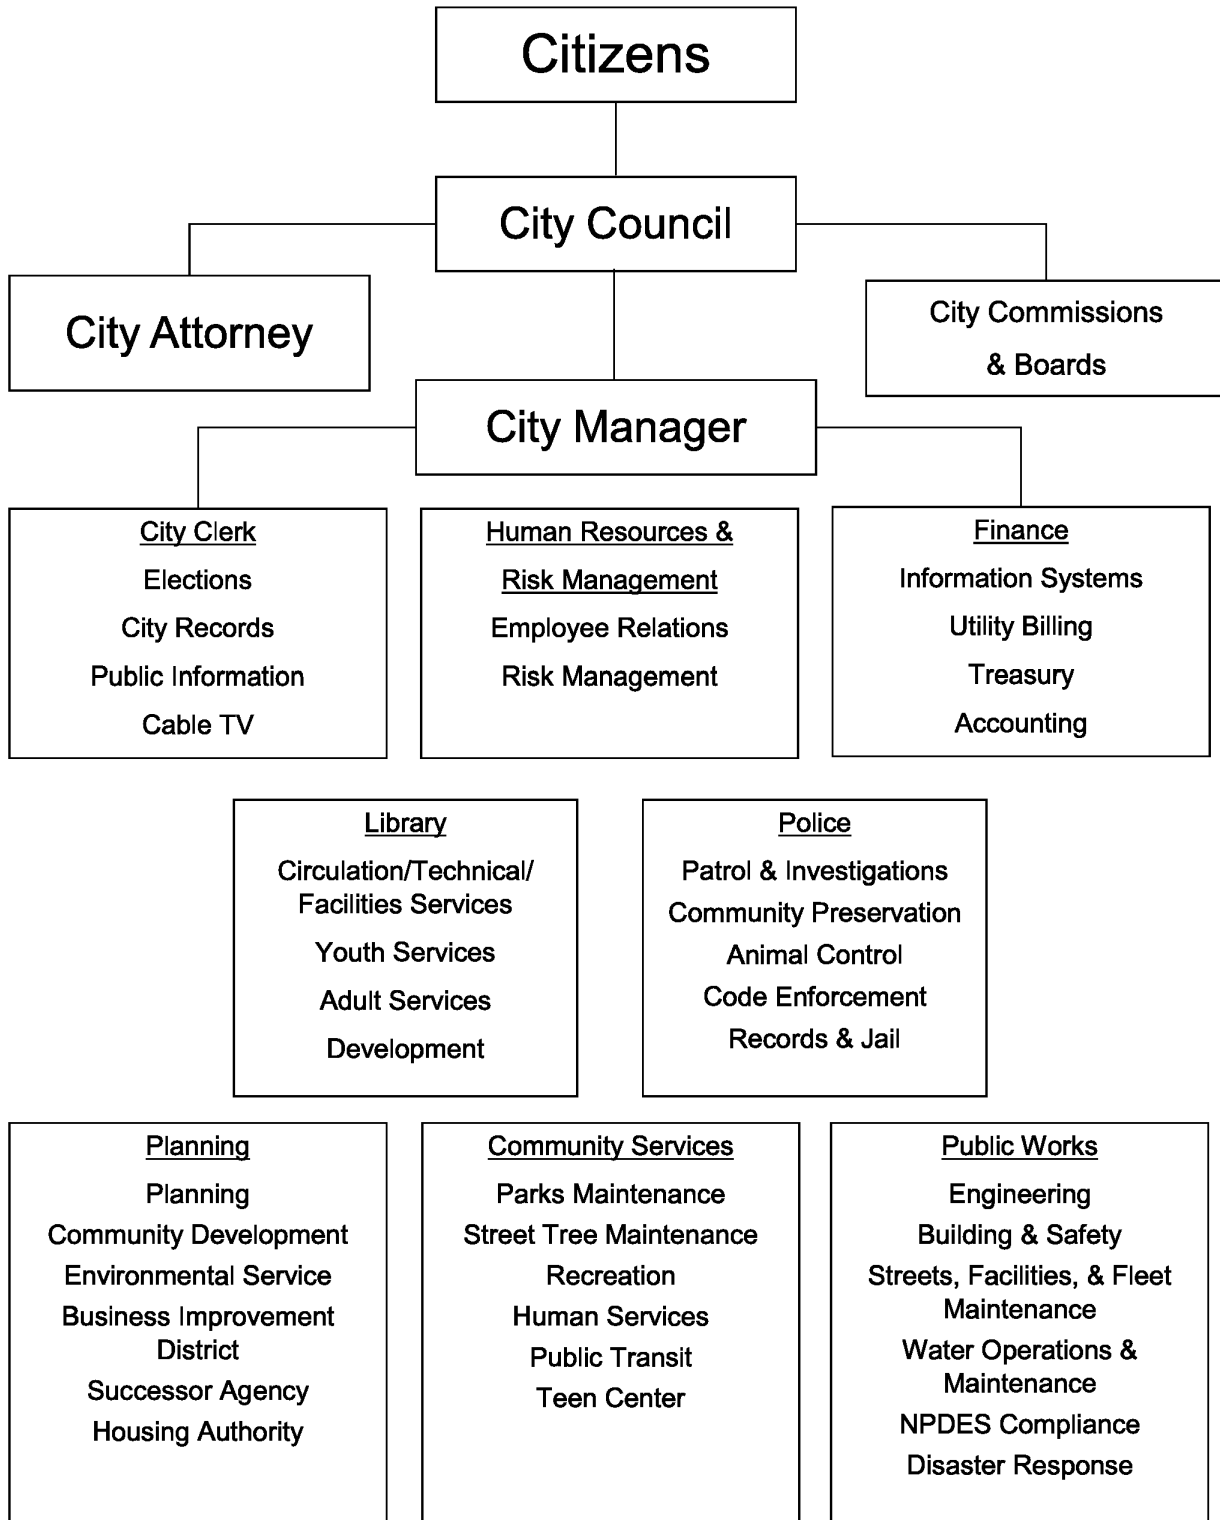 Citizens
City Council
City Attorney
City Commissions
& Boards
City Manager
City Clerk
Elections
City Records
Public Information
Cable TV
Human Resources &
Risk Management
Employee Relations
Risk Management
Finance
Information Systems
Utility Billing
Treasury
Accounting
Library
Circulation/Technical/
Facilities Services
Youth Services
Adult Services
Development
Police
Patrol & Investigations
Community Preservation
Animal Control
Code Enforcement
Records & Jail
Planning
Planning
Community Development
Environmental Service
Business Improvement
District
Successor Agency
Housing Authority
Community Services
Parks Maintenance
Street Tree Maintenance
Recreation
Human Services
Public Transit
Teen Center
Public Works
Engineering
Building & Safety
Streets, Facilities, & Fleet
Maintenance
Water Operations &
Maintenance
NPDES Compliance
Disaster Response